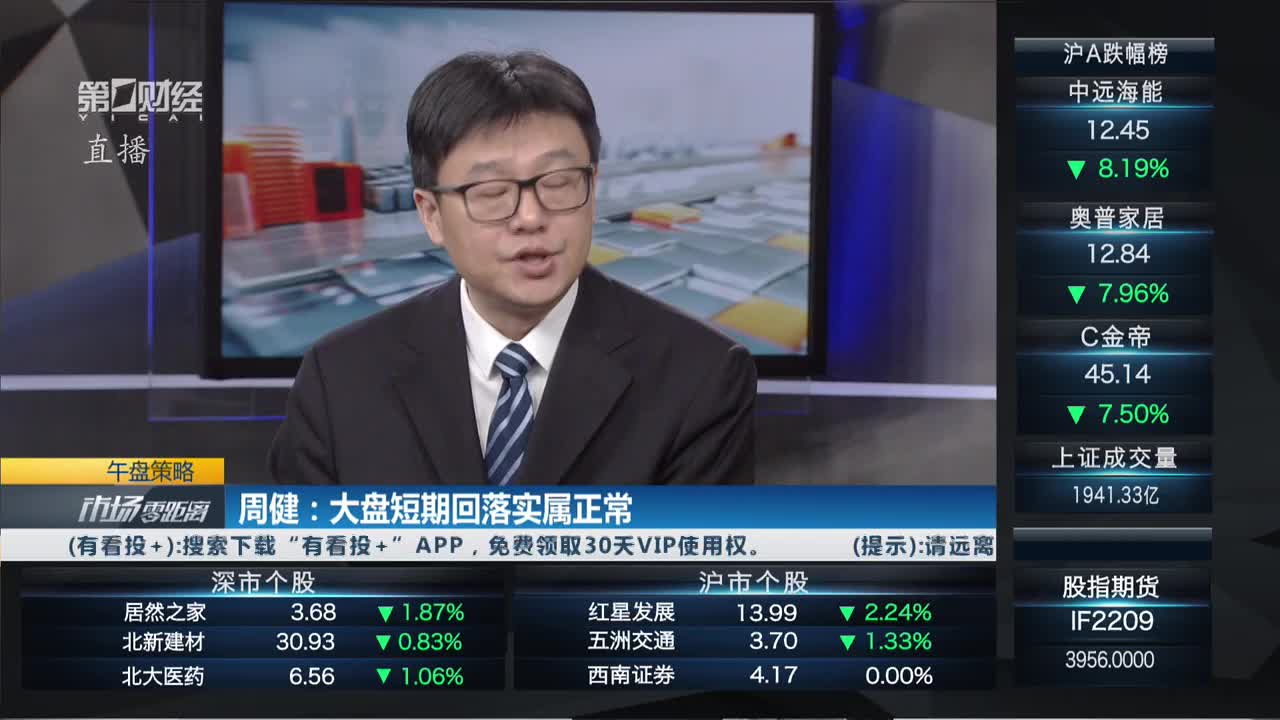 第一财经
YICAI
直播
午盘策略
市场零距离
周健：大盘短期回落实属正常
(有看投+):搜索下载“有看投+”APP，免费领取30天VIP使用权。 (提示):请远离
深市个股
居然之家 3.68 ▼1.87%
北新建材 30.93 ▼0.83%
北大医药 6.56 ▼1.06%
沪市个股
红星发展 13.99 ▼2.24%
五洲交通 3.70 ▼1.33%
西南证券 4.17 0.00%
沪A跌幅榜
中远海能
12.45
▼ 8.19%
奥普家居
12.84
▼ 7.96%
C金帝
45.14
▼ 7.50%
上证成交量
1941.33亿
股指期货
IF2209
3956.0000